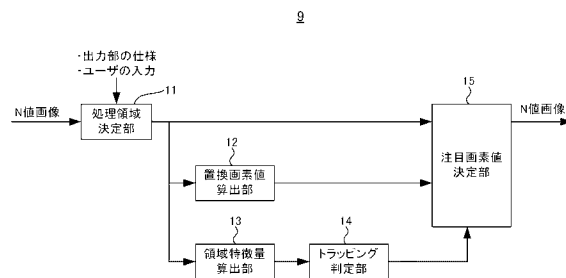 9
・出力部の仕様
・ユーザの入力
11
N値画像
処理領域
決定部
15
N値画像
注目画素値
決定部
12
置換画素値
算出部
13
領域特徴量
算出部
14
トラッピング
判定部